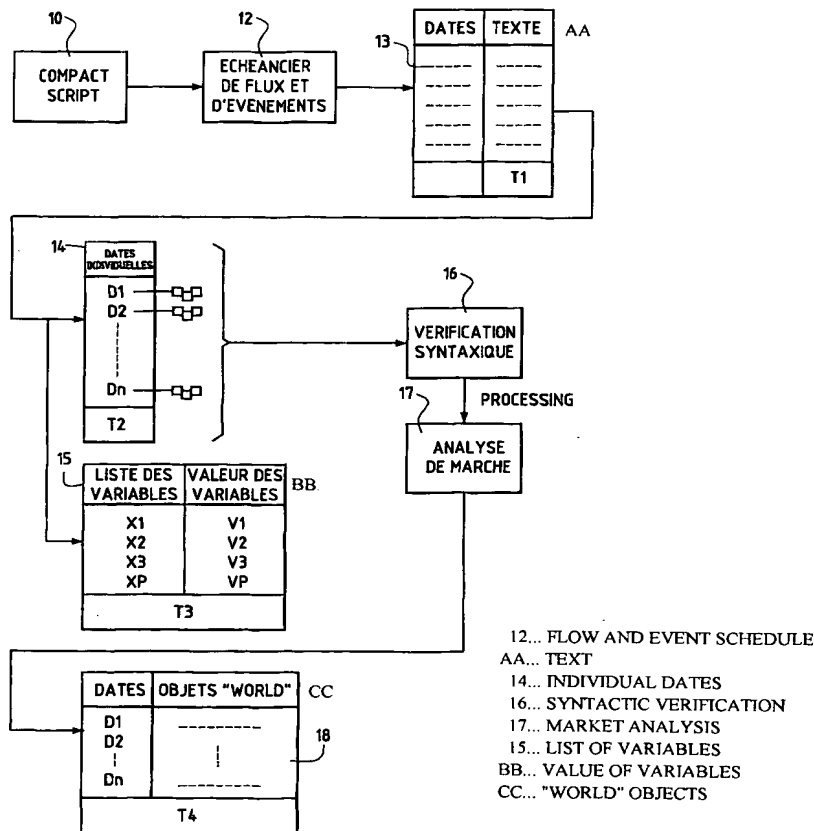 10
COMPACT
SCRIPT
12
ECHEANCIER
DE FLUX ET
D'EVENEMENTS
13
DATES TEXTE AA
T1
14
DATES
INDIVIDUELLES
D1
D2
Dn
T2
16
VERIFICATION
SYNTAXIQUE
PROCESSING
17
ANALYSE
DE MARCHE
15
LISTE DES VALEUR DES BB
VARIABLES VARIABLES
X1 V1
X2 V2
X3 V3
XP VP
T3
DATES OBJETS "WORLD" CC
D1
D2
Dn
18
T4
12... FLOW AND EVENT SCHEDULE
AA... TEXT
14... INDIVIDUAL DATES
16... SYNTACTIC VERIFICATION
17... MARKET ANALYSIS
15... LIST OF VARIABLES
BB... VALUE OF VARIABLES
CC... "WORLD" OBJECTS